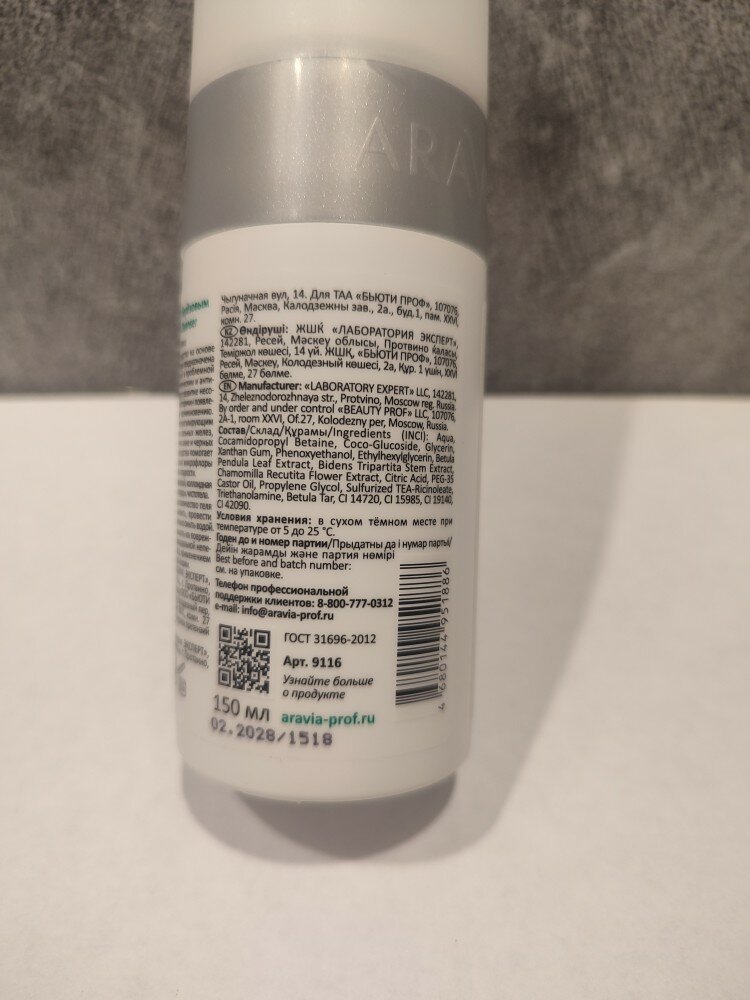 ARA
Чыгуначная вул, 14. Для ТАА «БЬЮТИ ПРОФ», 107076,
Расія, Масква, Калодзежны зав., 2а., буд.1, пам. XXVI,
комн. 27.
KZ Өндіруші: ЖШҚ «ЛАБОРАТОРИЯ ЭКСПЕРТ»,
142281, Ресей, Мәскеу облысы, Протвино қаласы,
Теміржол көшесі, 14 үй. ЖШҚ, «БЬЮТИ ПРОФ», 107076,
Ресей, Мәскеу, Колодезный көшесі, 2а, Құр. 1 үшін, XXVI
бөлме, 27 бөлме.
EN Manufacturer: «LABORATORY EXPERT» LLC, 142281,
14, Zheleznodorozhnaya str., Protvino, Moscow reg, Russia.
By order and under control «BEAUTY PROF» LLC, 107076,
2A-1, room XXVI, Of.27, Kolodezny per, Moscow, Russia.
Состав/Склад/Құрамы/Ingredients (INCI): Aqua,
Cocamidopropyl Betaine, Coco-Glucoside, Glycerin,
Xanthan Gum, Phenoxyethanol, Ethylhexylglycerin, Betula
Pendula Leaf Extract, Bidens Tripartita Stem Extract,
Chamomilla Recutita Flower Extract, Citric Acid, PEG-35
Castor Oil, Propylene Glycol, Sulfurized TEA-Ricinoleate,
Triethanolamine, Betula Tar, CI 14720, CI 15985, CI 19140,
CI 42090.
Условия хранения: в сухом тёмном месте при
температуре от 5 до 25 °С.
Годен до и номер партии/Прыдатны да і нумар партыі/
Дейін жарамды және партия нөмірі
Best before and batch number:
см. на упаковке.
Телефон профессиональной
поддержки клиентов: 8-800-777-0312
e-mail: info@aravia-prof.ru
ГОСТ 31696-2012
Арт. 9116
Узнайте больше
о продукте
150 МЛ aravia-prof.ru
02.2028/1518
4 680144 951886